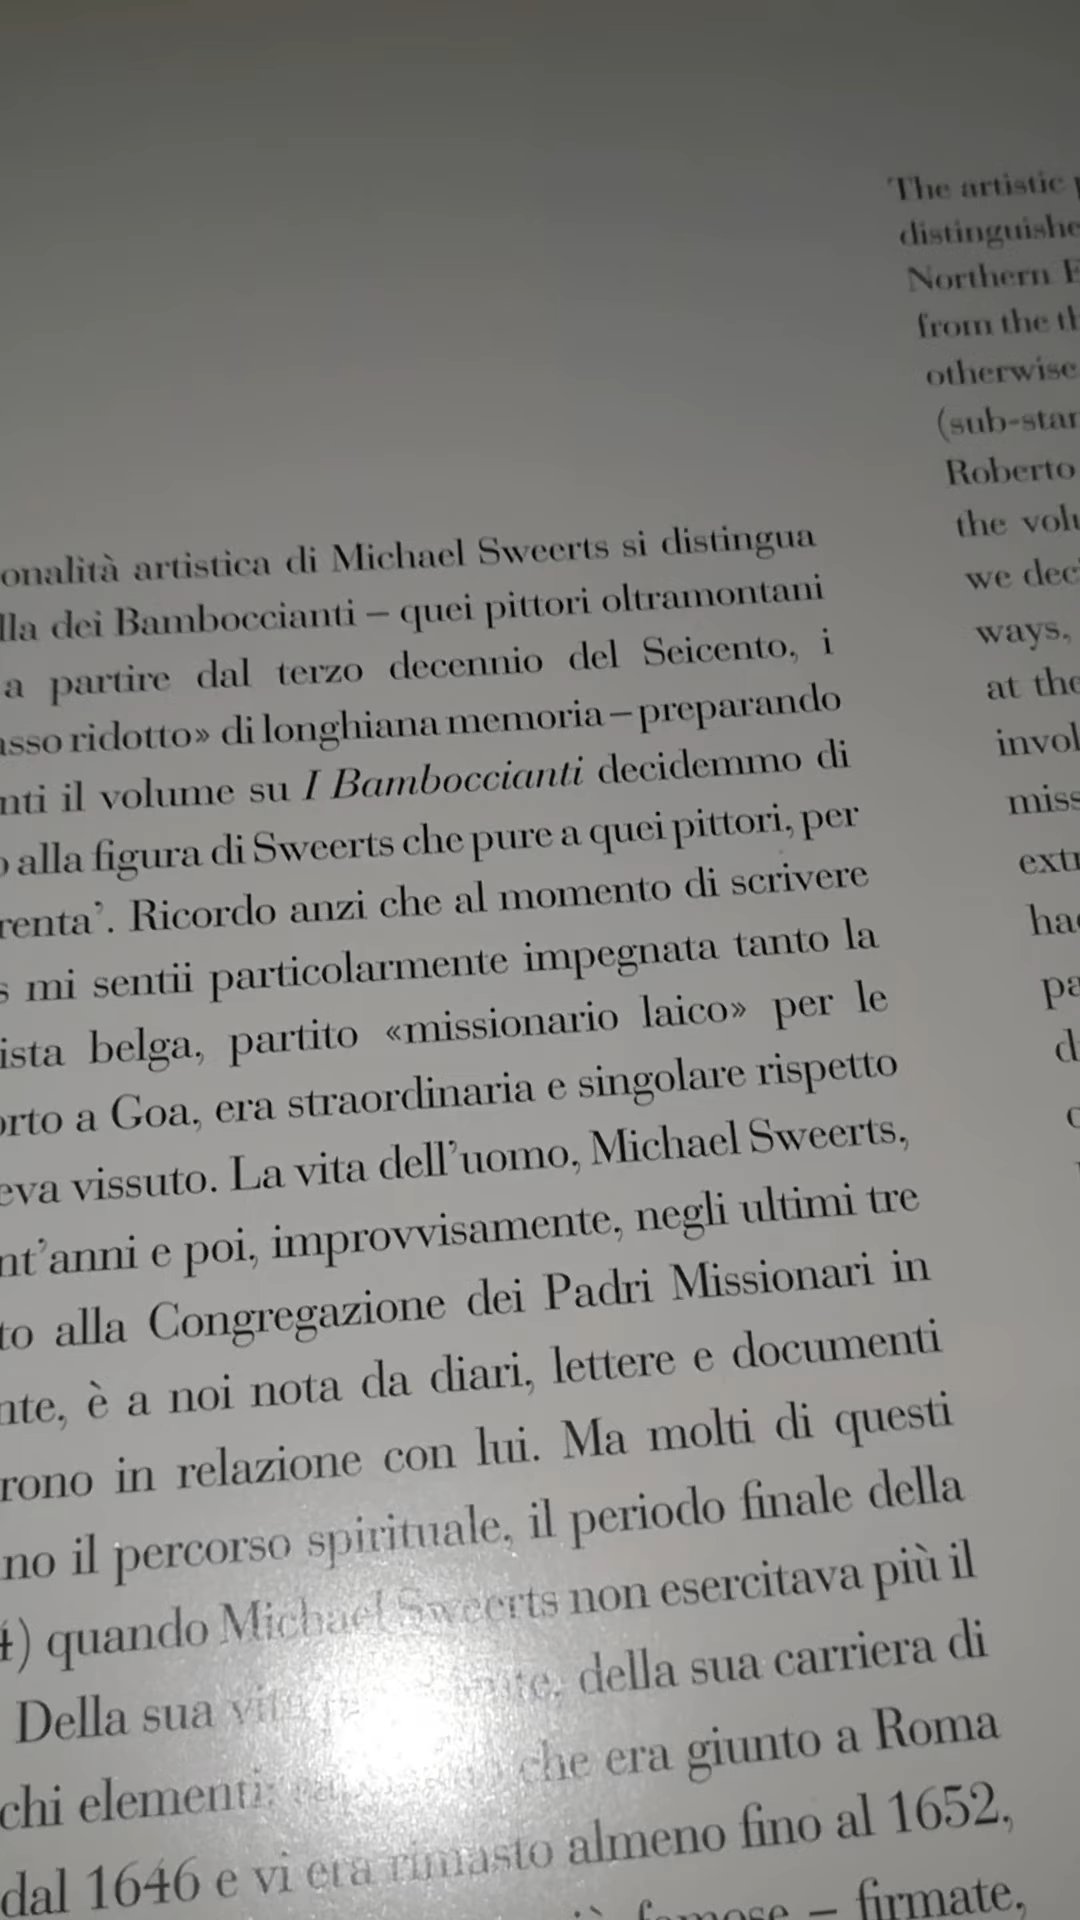 onalità artistica di Michael Sweerts si distingua
lla dei Bamboccianti – quei pittori oltramontani
a partire dal terzo decennio del Seicento, i
asso ridotto» di longhiana memoria – preparando
nti il volume su I Bamboccianti decidemmo di
o alla figura di Sweerts che pure a quei pittori, per
renta’. Ricordo anzi che al momento di scrivere
s mi sentii particolarmente impegnata tanto la
ista belga, partito «missionario laico» per le
orto a Goa, era straordinaria e singolare rispetto
eva vissuto. La vita dell’uomo, Michael Sweerts,
nt’anni e poi, improvvisamente, negli ultimi tre
to alla Congregazione dei Padri Missionari in
nte, è a noi nota da diari, lettere e documenti
rono in relazione con lui. Ma molti di questi
no il percorso spirituale, il periodo finale della
4) quando Michael Sweerts non esercitava più il
Della sua della sua carriera di
chi elementi: che era giunto a Roma
dal 1646 e vi era rimasto almeno fino al 1652,
famose – firmate,
The artistic p
distinguishe
Northern E
from the th
otherwise
(sub-star
Roberto
the volu
we dec
ways,
at the
invol
miss
extr
had
pa
d